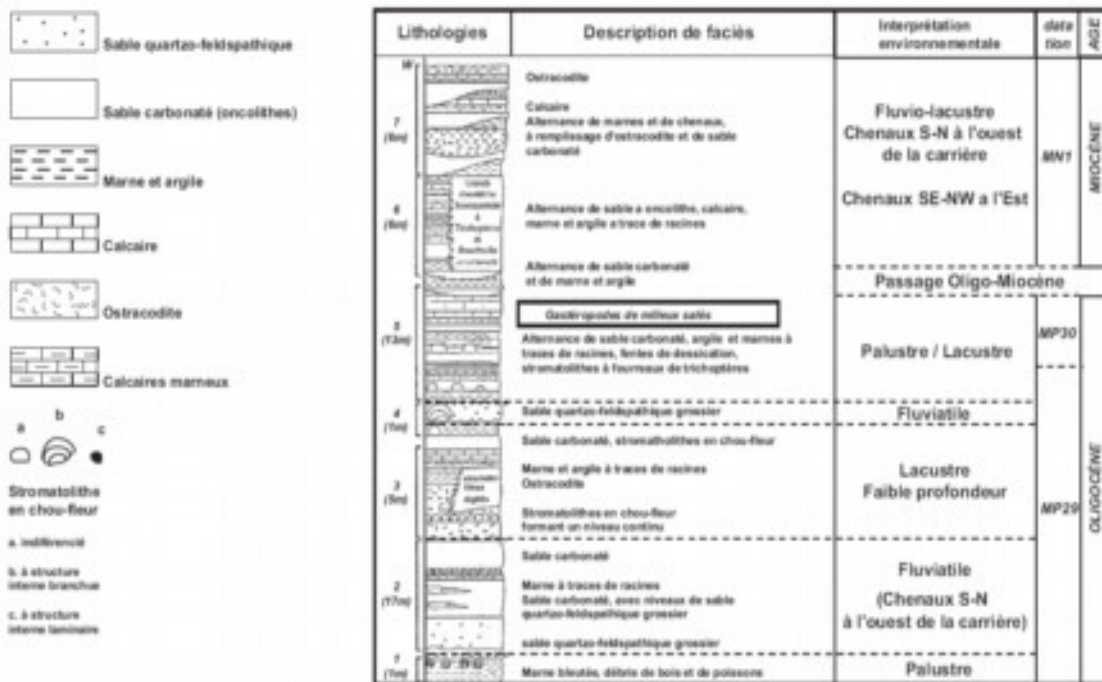 Sable quartzo-feldspathique
Sable carbonaté (oncolithes)
Marne et argile
Calcaire
Ostracodite
Calcaires marneux
b
a c
Stromatolithe
en chou-fleur
a. indifférencié
b. à structure
interne branchue
c. à structure
interne laminaire
Lithologies
Description de faciès
Interprétation
environnementale
data
tion
AGE
W
7
(8m)
Ostracodite
Calcaire
Alternance de marnes et de chenaux,
à remplissage d'ostracodite et de sable
carbonaté
Fluvio-lacustre
Chenaux S-N à l'ouest
de la carrière
Chenaux SE-NW a l'Est
MN1
MIOCÈNE
6
Alternance de sable a oncolithe, calcaire,
marne et argile a trace de racines
Alternance de sable carbonaté
et de marne et argile
Passage Oligo-Miocène
5
(13m)
Gastéropodes de milieux salés
Alternance de sable carbonaté, argile et marnes à
traces de racines, fentes de dessication,
stromatolites à fourreaux de trichoptères
Palustre / Lacustre
MP30
4
(1m)
Sable quartzo-feldspathique grossier
Fluviatile
3
(5m)
Sable carbonaté, stromatholithes en chou-fleur
Marne et argile à traces de racines
Ostracodite
Stromatolithes en chou-fleur
formant un niveau continu
Lacustre
Faible profondeur
MP29
OLIGOCÈNE
2
(17m)
Sable carbonaté
Marne à traces de racines
Sable carbonaté, avec niveaux de sable
quartzo-feldspathique grossier
sable quartzo-feldspathique grossier
Fluviatile
(Chenaux S-N
à l'ouest de la carrière)
1
(1m)
Marne bleutée, débris de bois et de poissons
Palustre